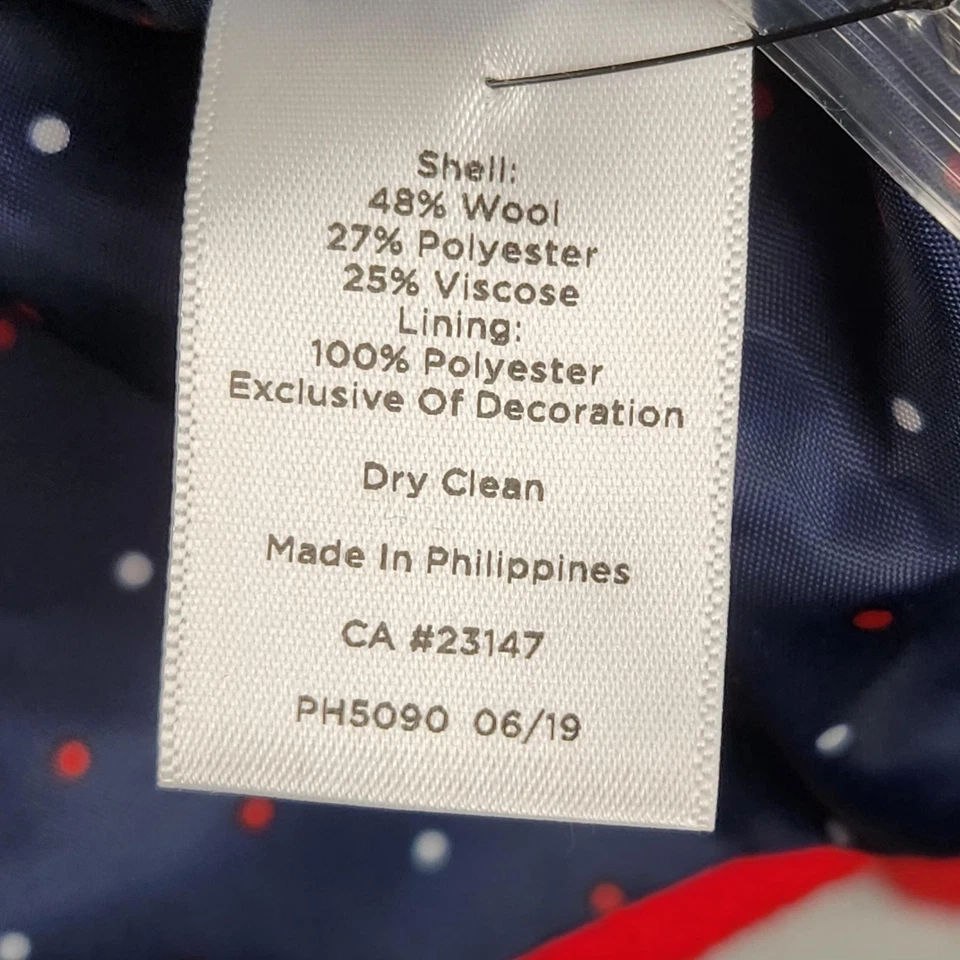 Shell:
48% Wool
27% Polyester
25% Viscose
Lining:
100% Polyester
Exclusive Of Decoration
Dry Clean
Made In Philippines
CA #23147
PH5090 06/19